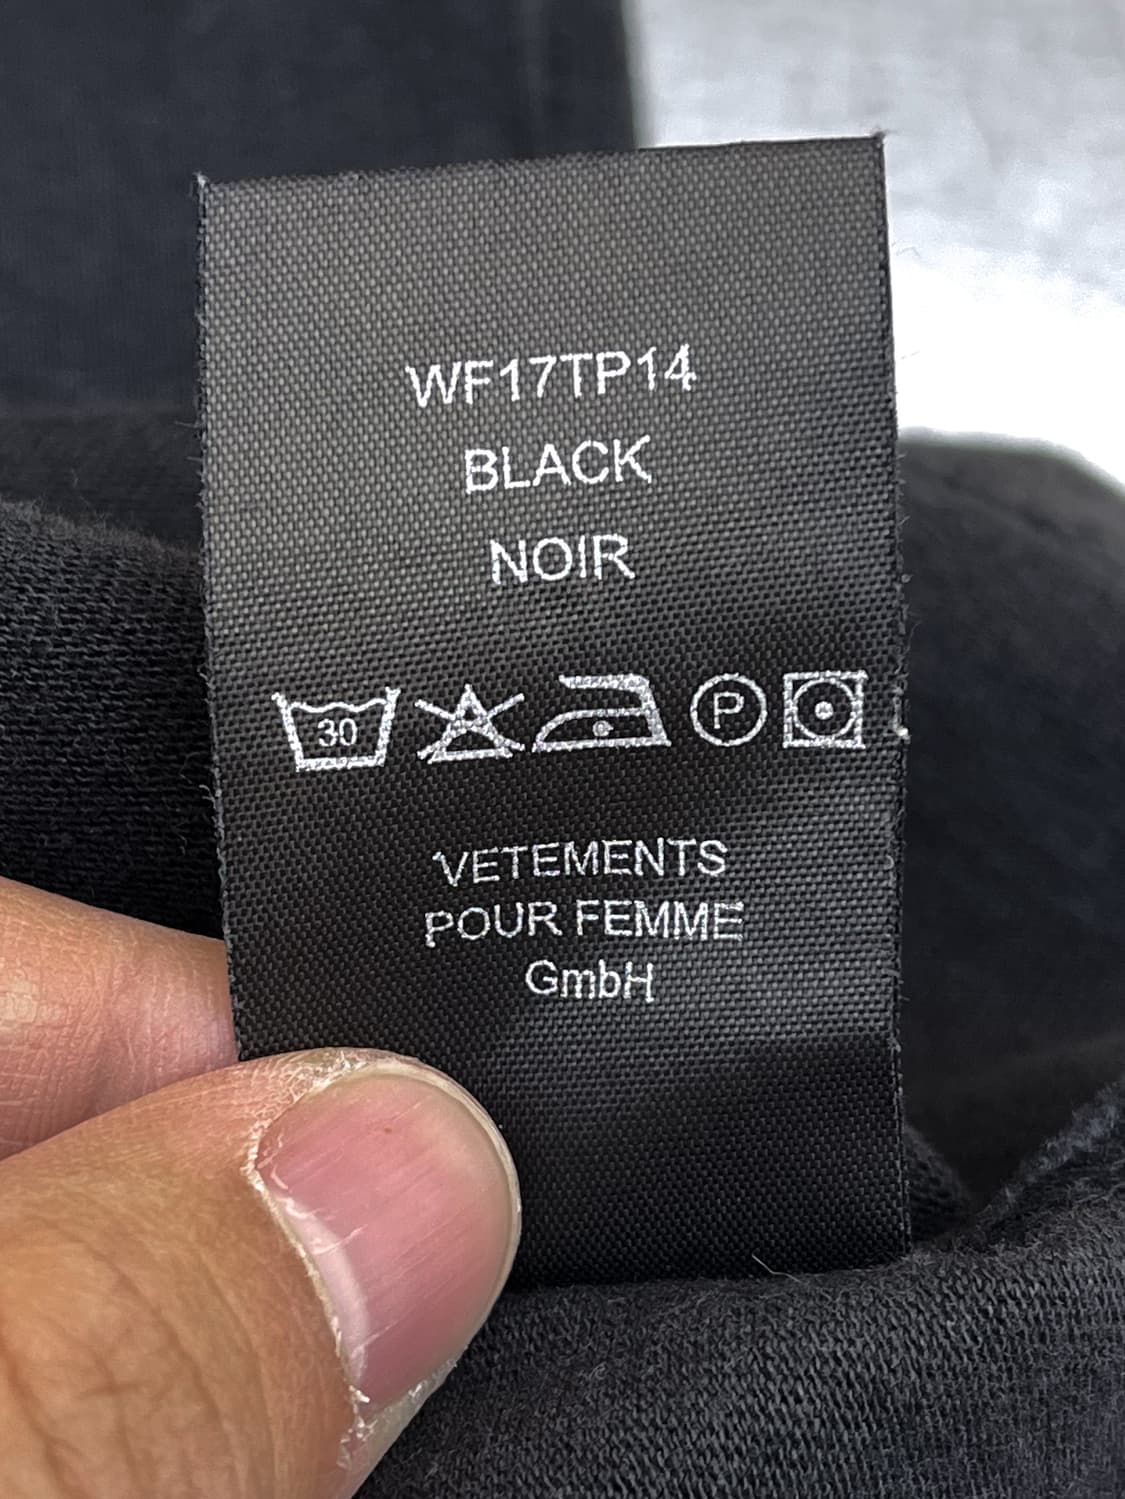 WF17TP14
BLACK
NOIR
30 P
VETEMENTS
POUR FEMME
GmbH